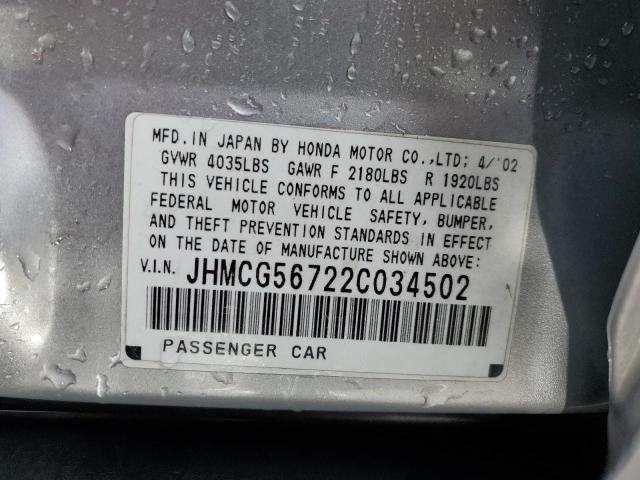 MFD. IN JAPAN BY HONDA MOTOR CO.,LTD; 4/'02
GVWR 4035LBS GAWR F 2180LBS R 1920LBS
THIS VEHICLE CONFORMS TO ALL APPLICABLE
FEDERAL MOTOR VEHICLE SAFETY, BUMPER,
AND THEFT PREVENTION STANDARDS IN EFFECT
ON THE DATE OF MANUFACTURE SHOWN ABOVE:
V.I.N. JHMCG56722C034502
PASSENGER CAR